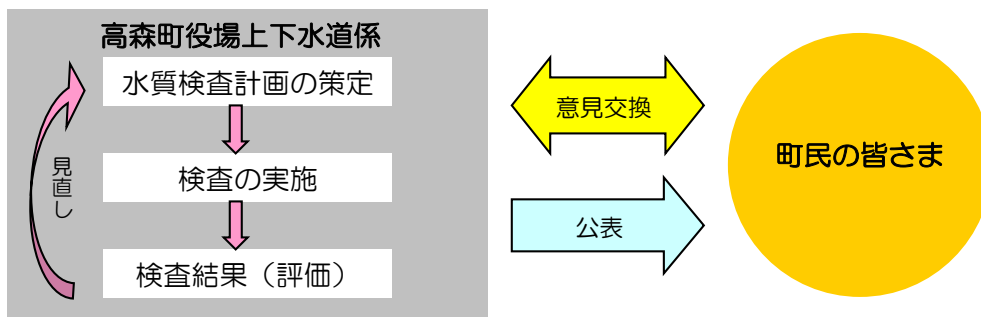 高森町役場上下水道係
水質検査計画の策定
検査の実施
検査結果（評価）
見直し
意見交換
公表
町民の皆さま